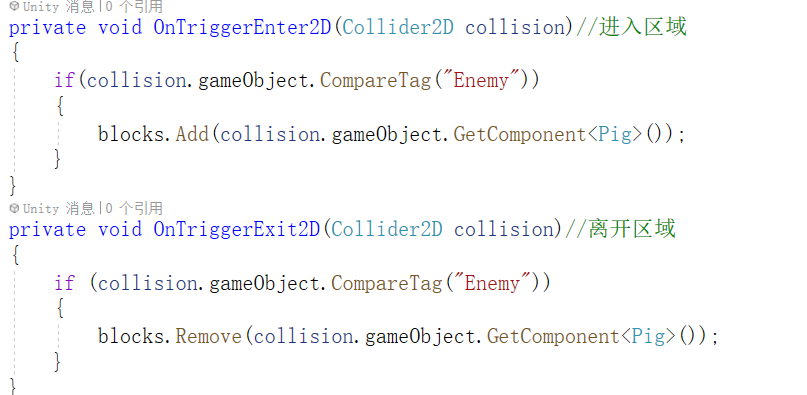 Unity 消息|0 个引用
private void OnTriggerEnter2D(Collider2D collision)//进入区域
{
if(collision.gameObject.CompareTag("Enemy"))
{
blocks.Add(collision.gameObject.GetComponent<Pig>());
}
}
Unity 消息|0 个引用
private void OnTriggerExit2D(Collider2D collision)//离开区域
{
if (collision.gameObject.CompareTag("Enemy"))
{
blocks.Remove(collision.gameObject.GetComponent<Pig>());
}
}